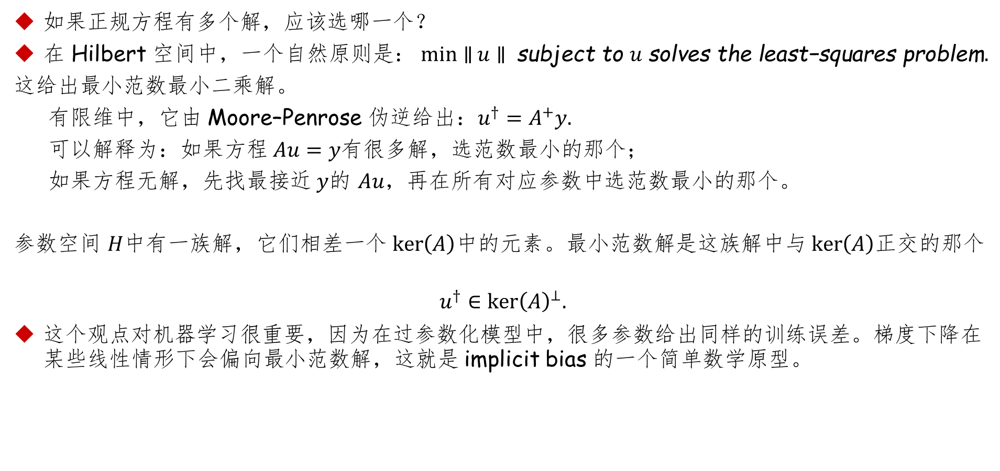 ◆ 如果正规方程有多个解，应该选哪一个？
◆ 在 Hilbert 空间中，一个自然原则是： min ∥ u ∥ subject to u solves the least-squares problem.
这给出最小范数最小二乘解。
有限维中，它由 Moore–Penrose 伪逆给出：u† = A⁺y.
可以解释为：如果方程 Au = y有很多解，选范数最小的那个；
如果方程无解，先找最接近 y的 Au，再在所有对应参数中选范数最小的那个。
参数空间 H中有一族解，它们相差一个 ker(A)中的元素。最小范数解是这族解中与 ker(A)正交的那个
u† ∈ ker(A)⊥.
◆ 这个观点对机器学习很重要，因为在过参数化模型中，很多参数给出同样的训练误差。梯度下降在
某些线性情形下会偏向最小范数解，这就是 implicit bias 的一个简单数学原型。